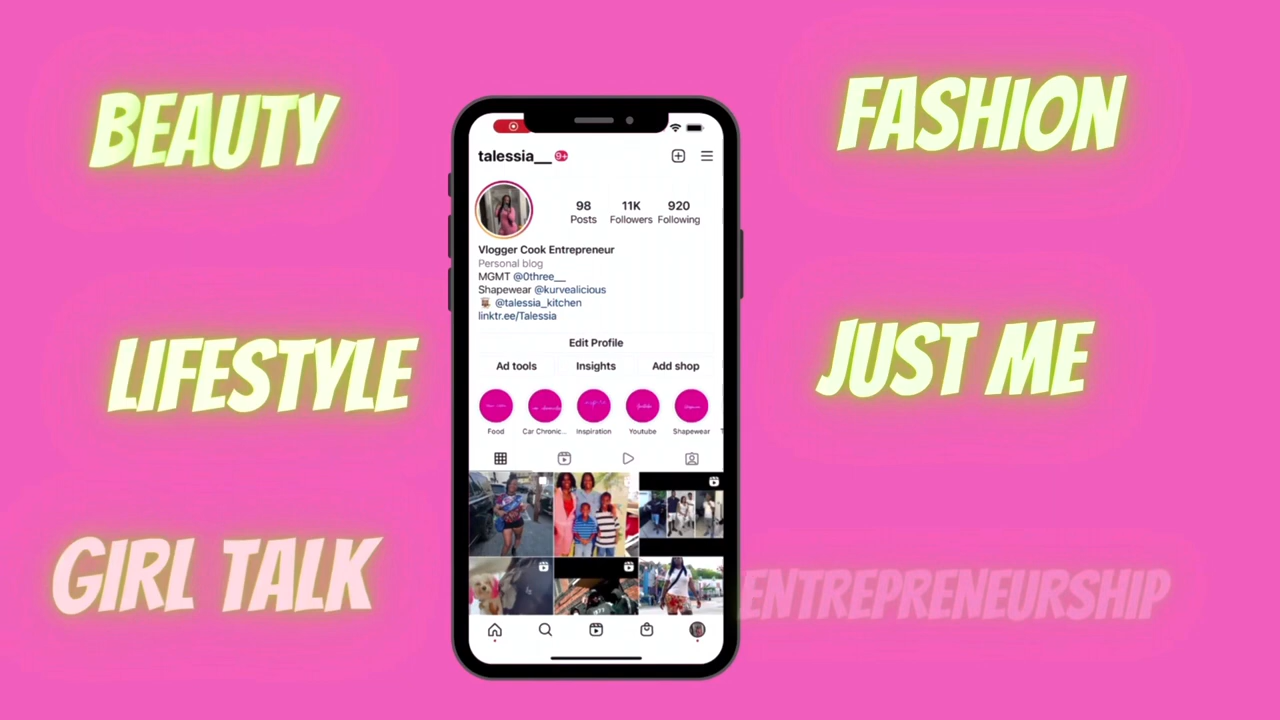 BEAUTY
FASHION
LIFESTYLE
JUST ME
GIRL TALK
ENTREPRENEURSHIP
talessia__ 9+
98 11K 920
Posts Followers Following
Vlogger Cook Entrepreneur
Personal blog
MGMT @0three__
Shapewear @kurvealicious
@talessia_kitchen
linktr.ee/Talessia
Edit Profile
Ad tools Insights Add shop
Food Car Chronic... Inspiration Youtube Shapewear